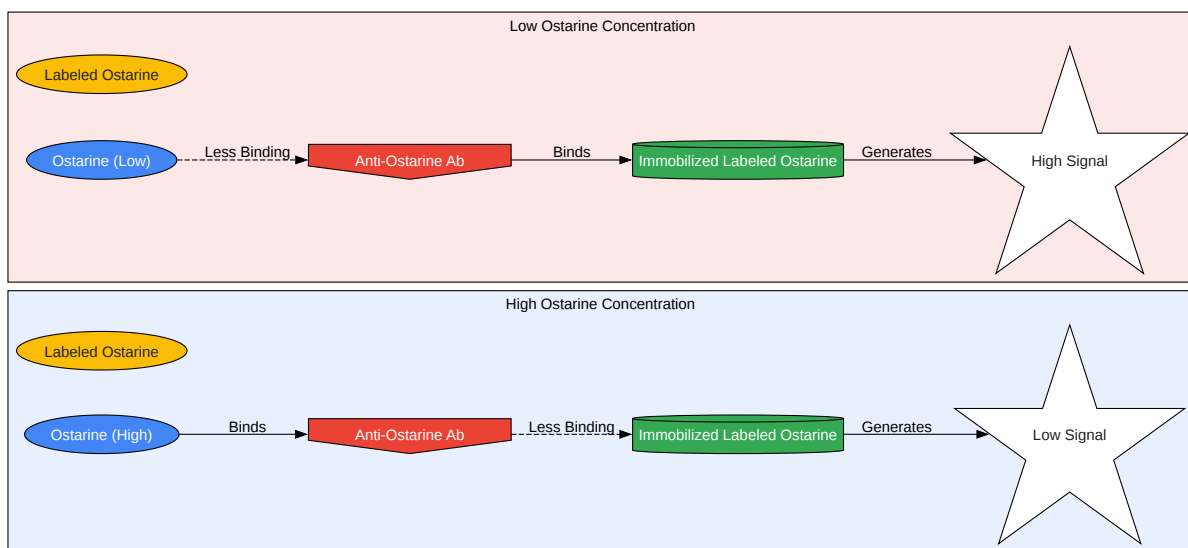 Low Ostarine Concentration
Labeled Ostarine
Ostarine (Low)
Less Binding
Anti-Ostarine Ab
Binds
Immobilized Labeled Ostarine
Generates
High Signal
High Ostarine Concentration
Labeled Ostarine
Ostarine (High)
Binds
Anti-Ostarine Ab
Less Binding
Immobilized Labeled Ostarine
Generates
Low Signal